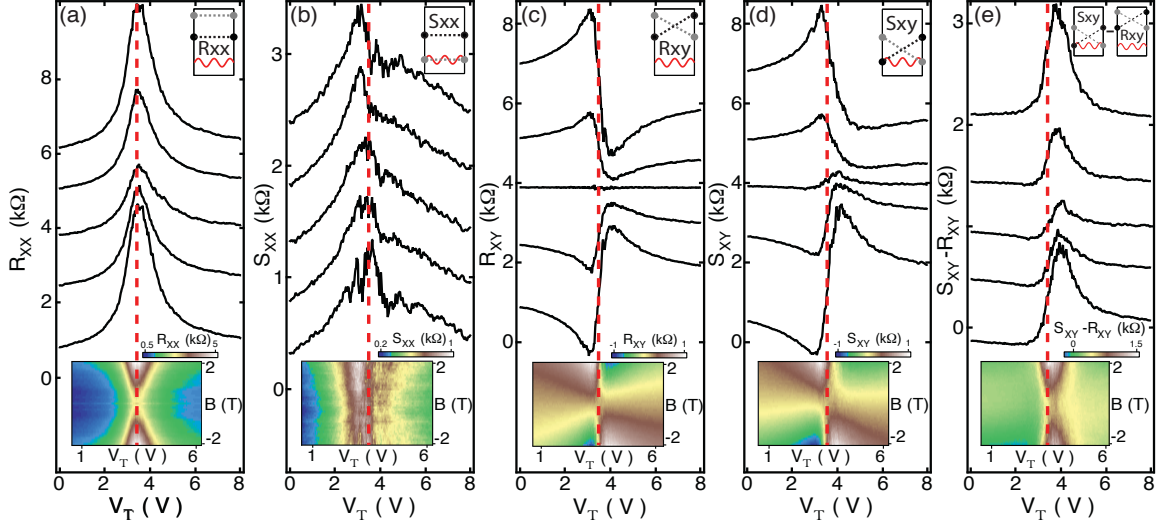 (a)
Rxx
R_XX (kΩ)
8
6
4
2
0
0.5 R_XX (kΩ) 5
2
B (T)
-2
1 V_T ( V ) 6
0 2 4 6 8
V_T ( V )
(b)
Sxx
S_XX (kΩ)
3
2
1
0
0.2 S_XX (kΩ) 1
2
B (T)
-2
1 V_T ( V ) 6
0 2 4 6 8
V_T ( V )
(c)
Rxy
R_XY (kΩ)
8
6
4
2
0
-1 R_XY (kΩ) 1
2
B (T)
-2
1 V_T ( V ) 6
0 2 4 6 8
V_T ( V )
(d)
Sxy
S_XY (kΩ)
8
6
4
2
0
-1 S_XY (kΩ) 1
2
B (T)
-2
1 V_T ( V ) 6
0 2 4 6 8
V_T ( V )
(e)
Sxy - Rxy
S_XY-R_XY (kΩ)
3
2
1
0
S_XY -R_XY (kΩ)
0 1.5
2
B (T)
-2
1 V_T ( V ) 6
0 2 4 6 8
V_T ( V )